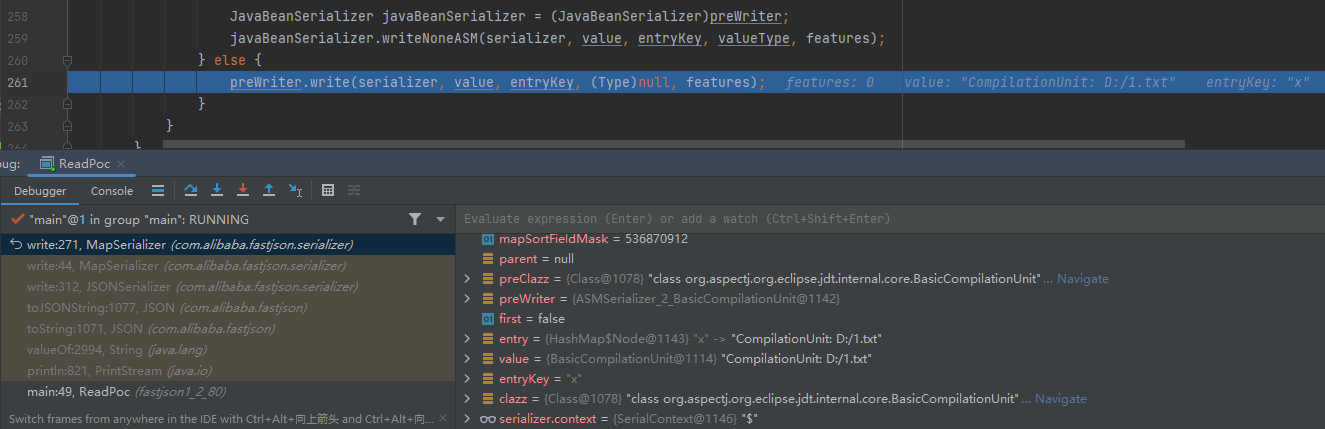 258 JavaBeanSerializer javaBeanSerializer = (JavaBeanSerializer)preWriter;
259 javaBeanSerializer.writeNoneASM(serializer, value, entryKey, valueType, features);
260 } else {
261 preWriter.write(serializer, value, entryKey, (Type)null, features); features: 0 value: "CompilationUnit: D:/1.txt" entryKey: "x"
262 }
263 }
264 }
bug: ReadPoc ×
Debugger Console
"main"@1 in group "main": RUNNING
write:271, MapSerializer (com.alibaba.fastjson.serializer)
write:44, MapSerializer (com.alibaba.fastjson.serializer)
write:312, JSONSerializer (com.alibaba.fastjson.serializer)
toJSONString:1077, JSON (com.alibaba.fastjson)
toString:1071, JSON (com.alibaba.fastjson)
valueOf:2994, String (java.lang)
println:821, PrintStream (java.io)
main:49, ReadPoc (fastjson1_2_80)
Switch frames from anywhere in the IDE with Ctrl+Alt+向上箭头 and Ctrl+Alt+向... ×
Evaluate expression (Enter) or add a watch (Ctrl+Shift+Enter)
mapSortFieldMask = 536870912
parent = null
preClazz = {Class@1078} "class org.aspectj.org.eclipse.jdt.internal.core.BasicCompilationUnit"... Navigate
preWriter = {ASMSerializer_2_BasicCompilationUnit@1142}
first = false
entry = {HashMap$Node@1143} "x" -> "CompilationUnit: D:/1.txt"
value = {BasicCompilationUnit@1114} "CompilationUnit: D:/1.txt"
entryKey = "x"
clazz = {Class@1078} "class org.aspectj.org.eclipse.jdt.internal.core.BasicCompilationUnit"... Navigate
serializer.context = {SerialContext@1146} "$"